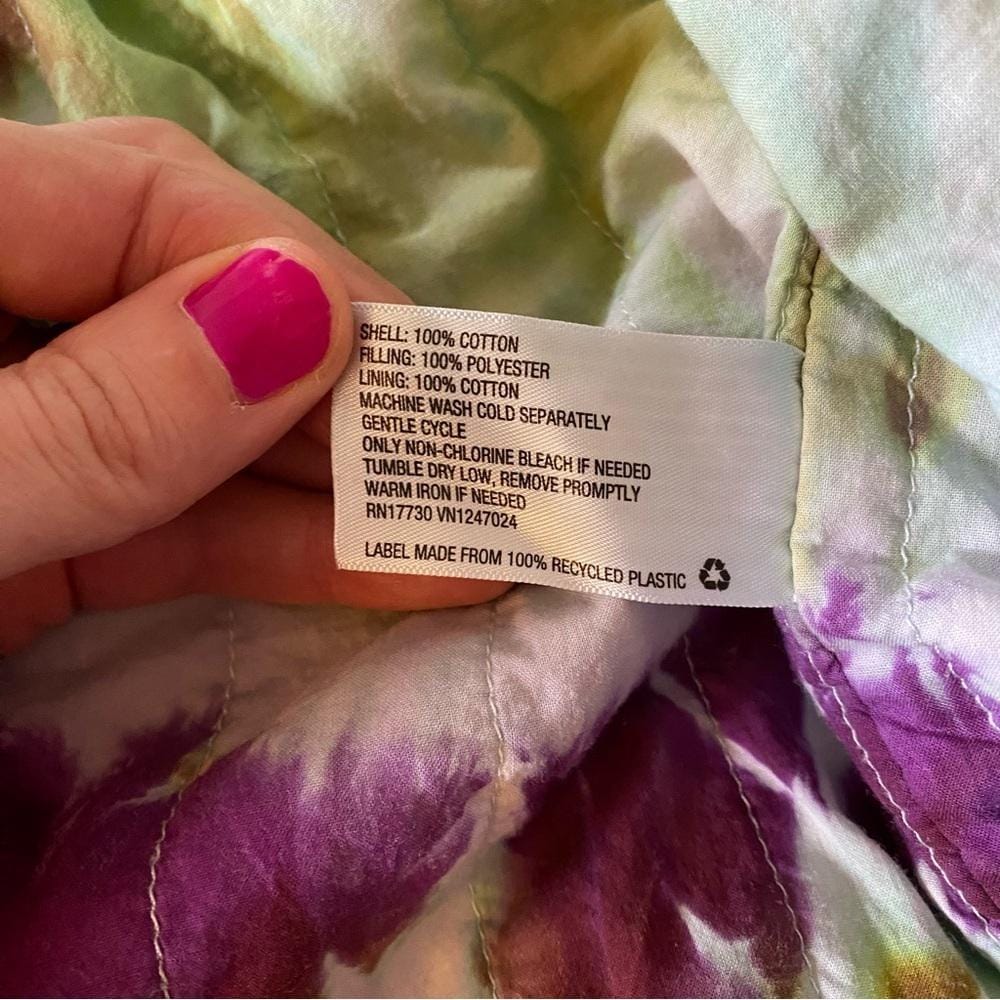 SHELL: 100% COTTON
FILLING: 100% POLYESTER
LINING: 100% COTTON
MACHINE WASH COLD SEPARATELY
GENTLE CYCLE
ONLY NON-CHLORINE BLEACH IF NEEDED
TUMBLE DRY LOW, REMOVE PROMPTLY
WARM IRON IF NEEDED
RN17730 VN1247024
LABEL MADE FROM 100% RECYCLED PLASTIC